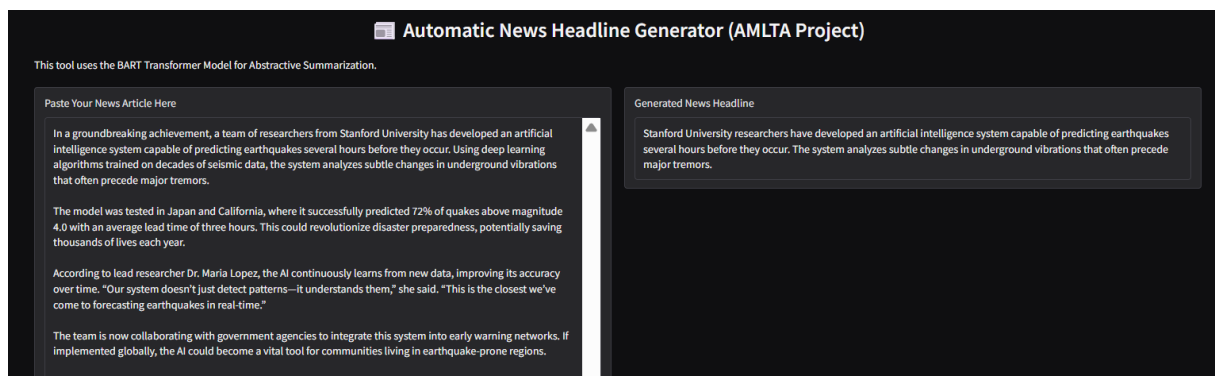 Automatic News Headline Generator (AMLTA Project)
This tool uses the BART Transformer Model for Abstractive Summarization.
Paste Your News Article Here
In a groundbreaking achievement, a team of researchers from Stanford University has developed an artificial
intelligence system capable of predicting earthquakes several hours before they occur. Using deep learning
algorithms trained on decades of seismic data, the system analyzes subtle changes in underground vibrations
that often precede major tremors.
The model was tested in Japan and California, where it successfully predicted 72% of quakes above magnitude
4.0 with an average lead time of three hours. This could revolutionize disaster preparedness, potentially saving
thousands of lives each year.
According to lead researcher Dr. Maria Lopez, the AI continuously learns from new data, improving its accuracy
over time. “Our system doesn’t just detect patterns—it understands them,” she said. “This is the closest we’ve
come to forecasting earthquakes in real-time.”
The team is now collaborating with government agencies to integrate this system into early warning networks. If
implemented globally, the AI could become a vital tool for communities living in earthquake-prone regions.
Generated News Headline
Stanford University researchers have developed an artificial intelligence system capable of predicting earthquakes
several hours before they occur. The system analyzes subtle changes in underground vibrations that often precede
major tremors.